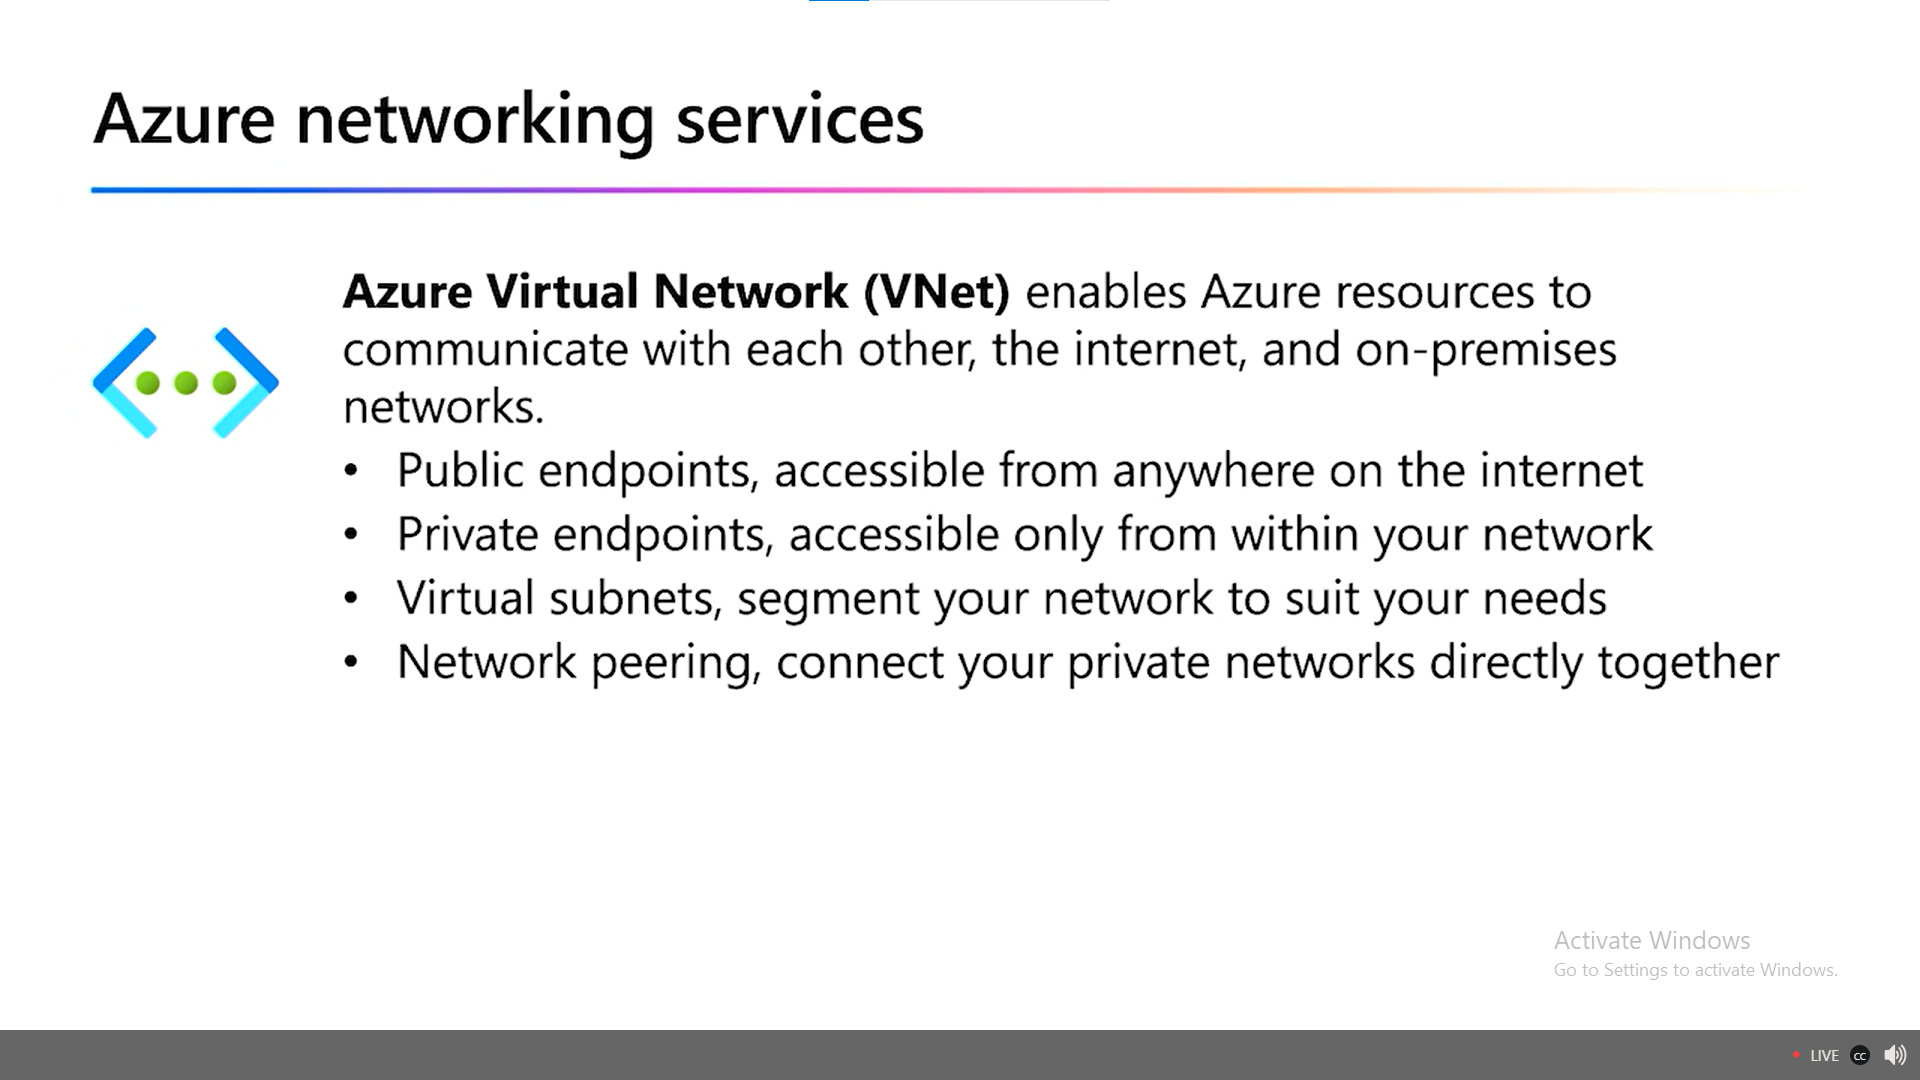 Azure networking services
Azure Virtual Network (VNet) enables Azure resources to
communicate with each other, the internet, and on-premises
networks.
• Public endpoints, accessible from anywhere on the internet
• Private endpoints, accessible only from within your network
• Virtual subnets, segment your network to suit your needs
• Network peering, connect your private networks directly together
Activate Windows
Go to Settings to activate Windows.
LIVE
CC